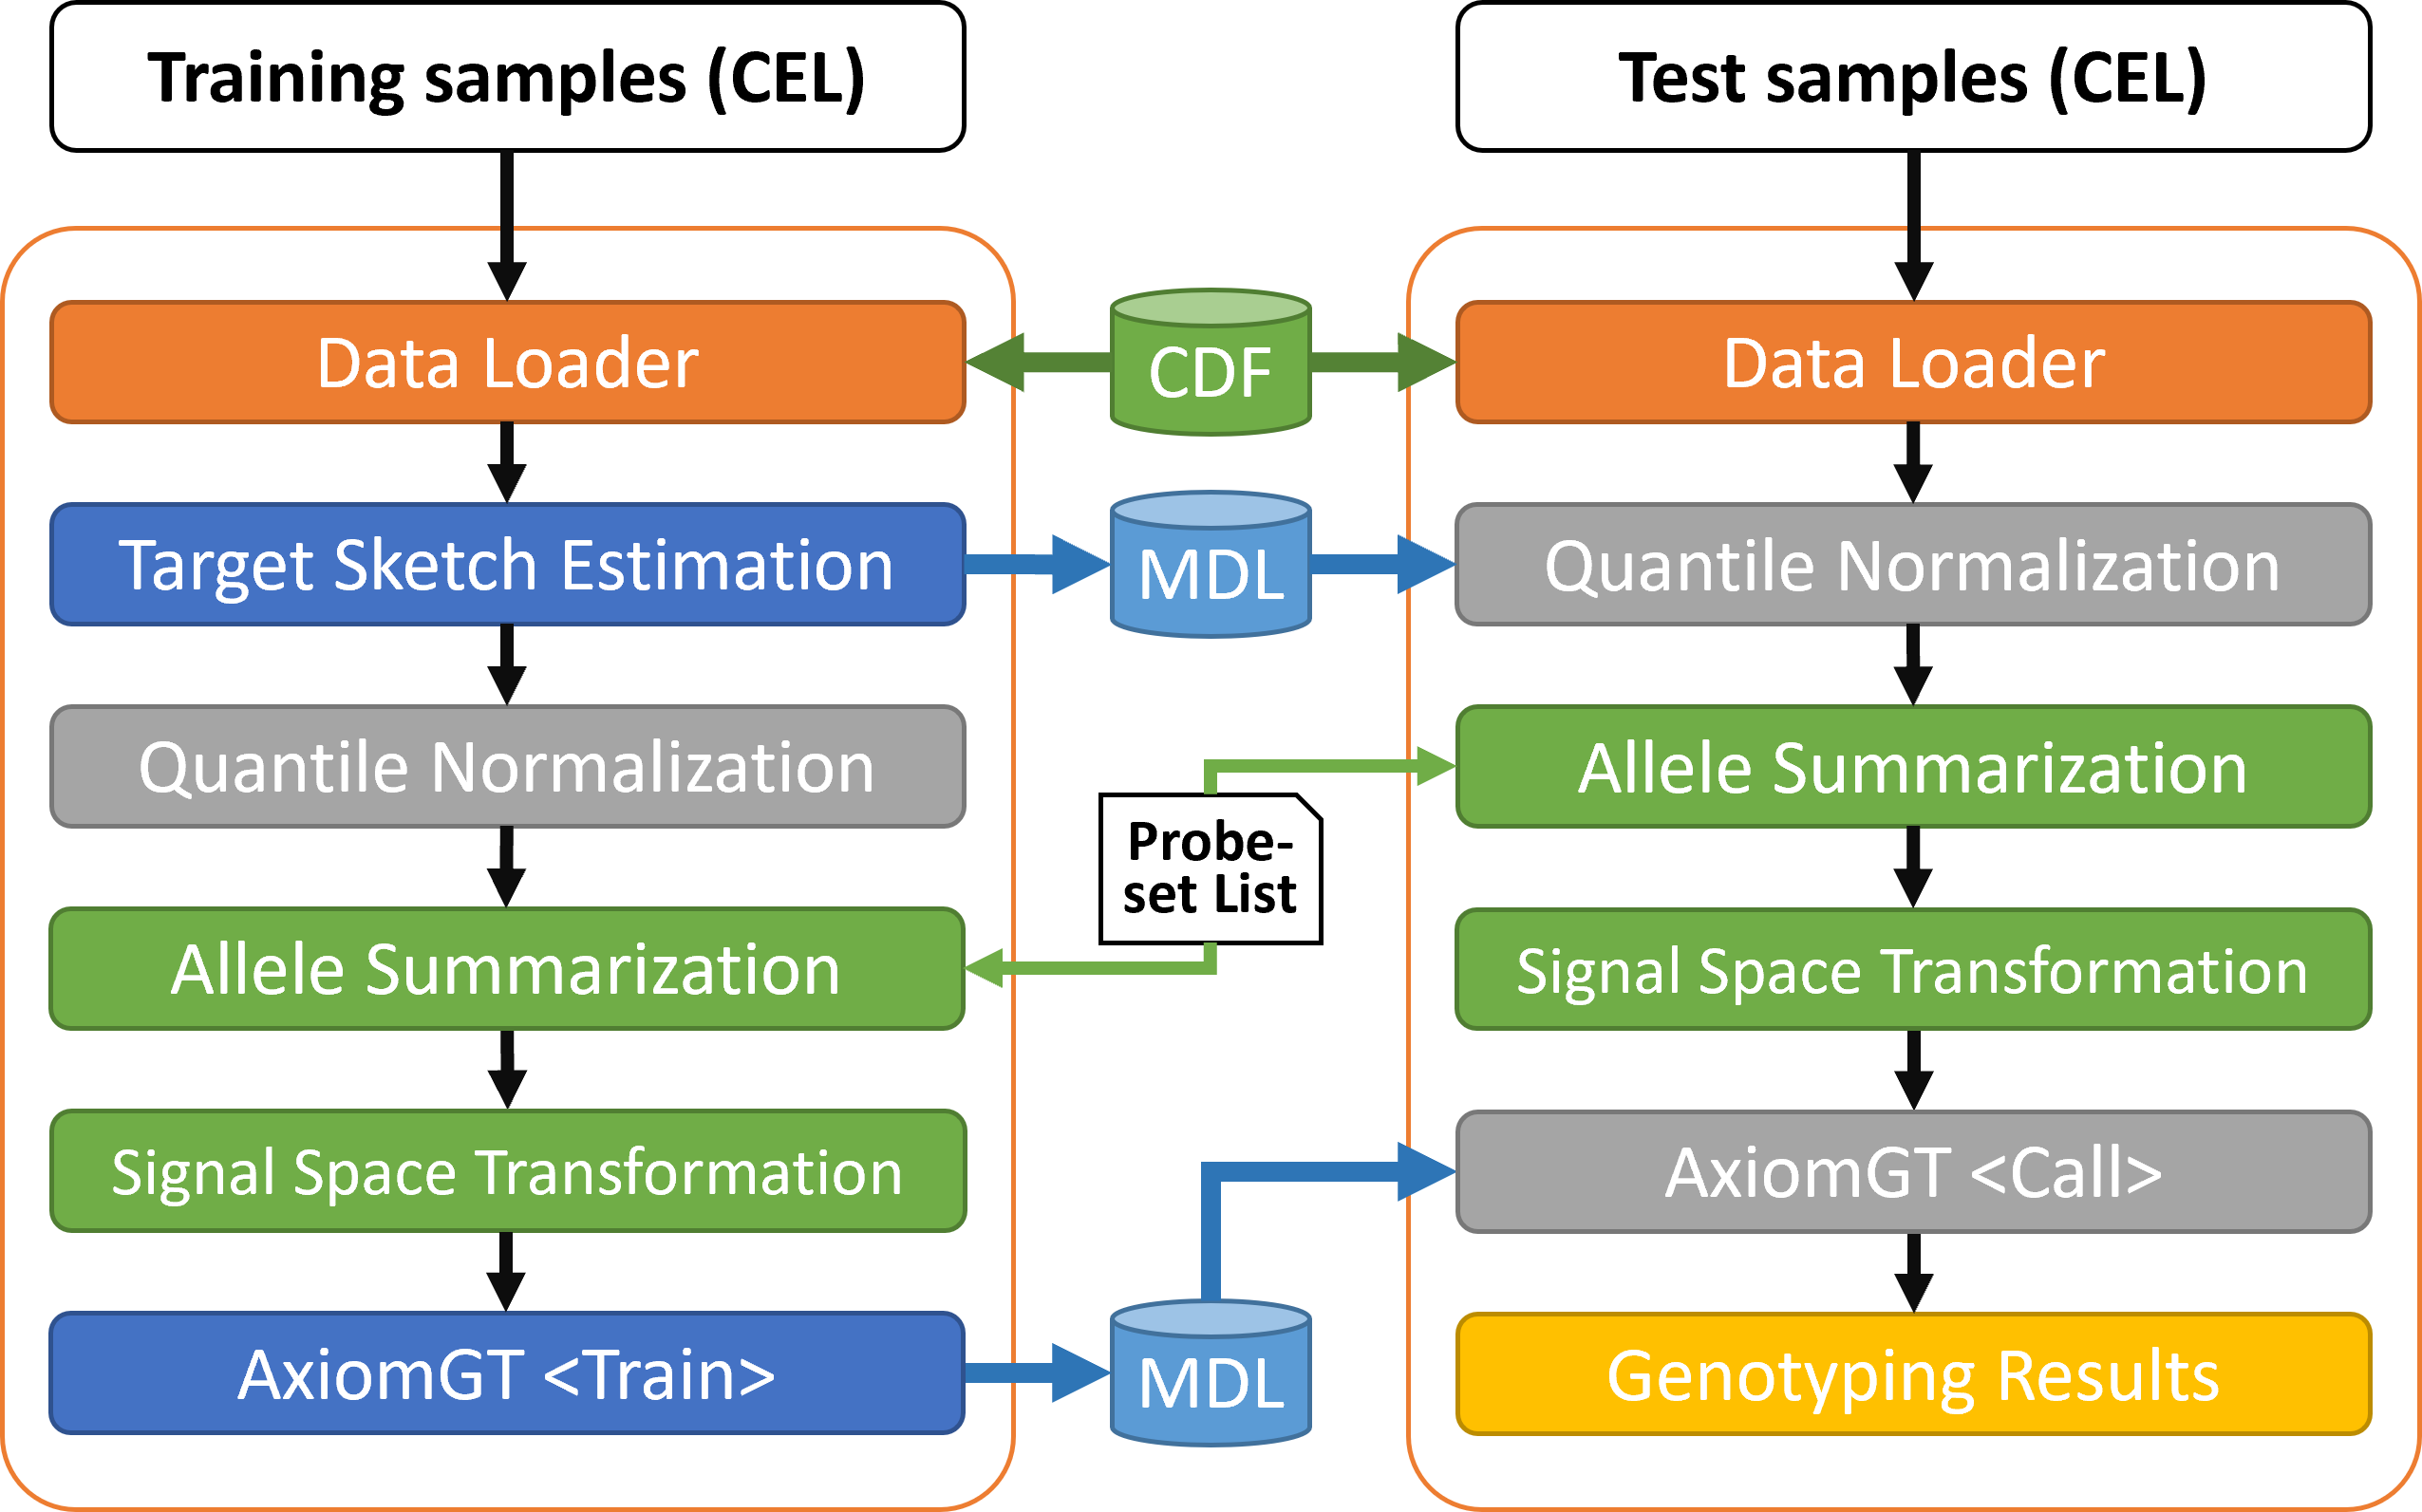 Training samples (CEL)
Test samples (CEL)
Data Loader
CDF
Data Loader
Target Sketch Estimation
MDL
Quantile Normalization
Quantile Normalization
Allele Summarization
Probe-
set List
Allele Summarization
Signal Space Transformation
Signal Space Transformation
AxiomGT <Call>
AxiomGT <Train>
MDL
Genotyping Results